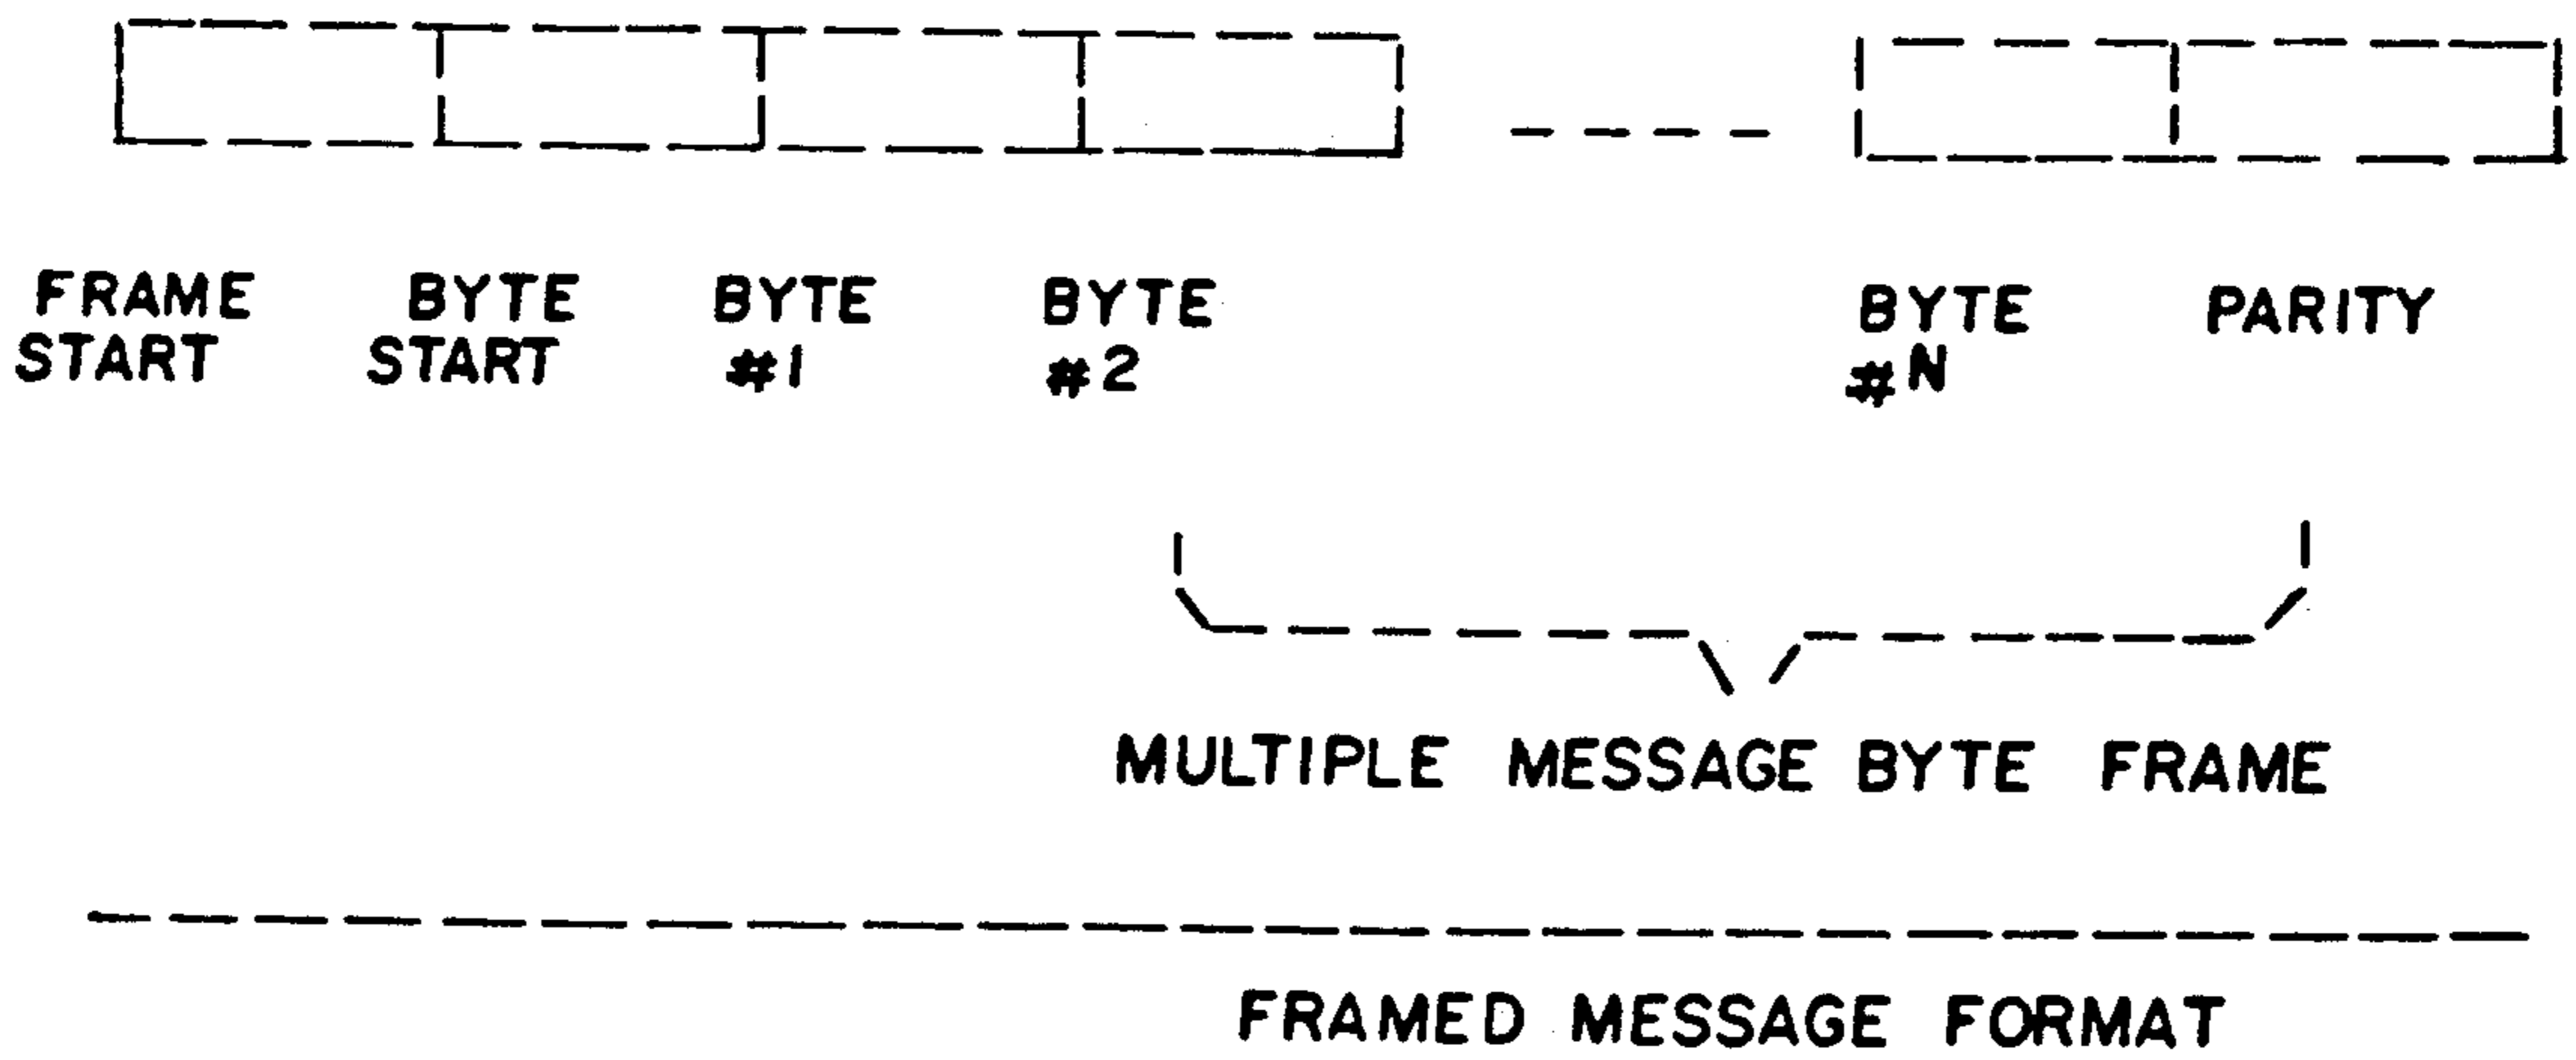 FRAME BYTE BYTE BYTE BYTE PARITY
START START #1 #2 #N
MULTIPLE MESSAGE BYTE FRAME
FRAMED MESSAGE FORMAT